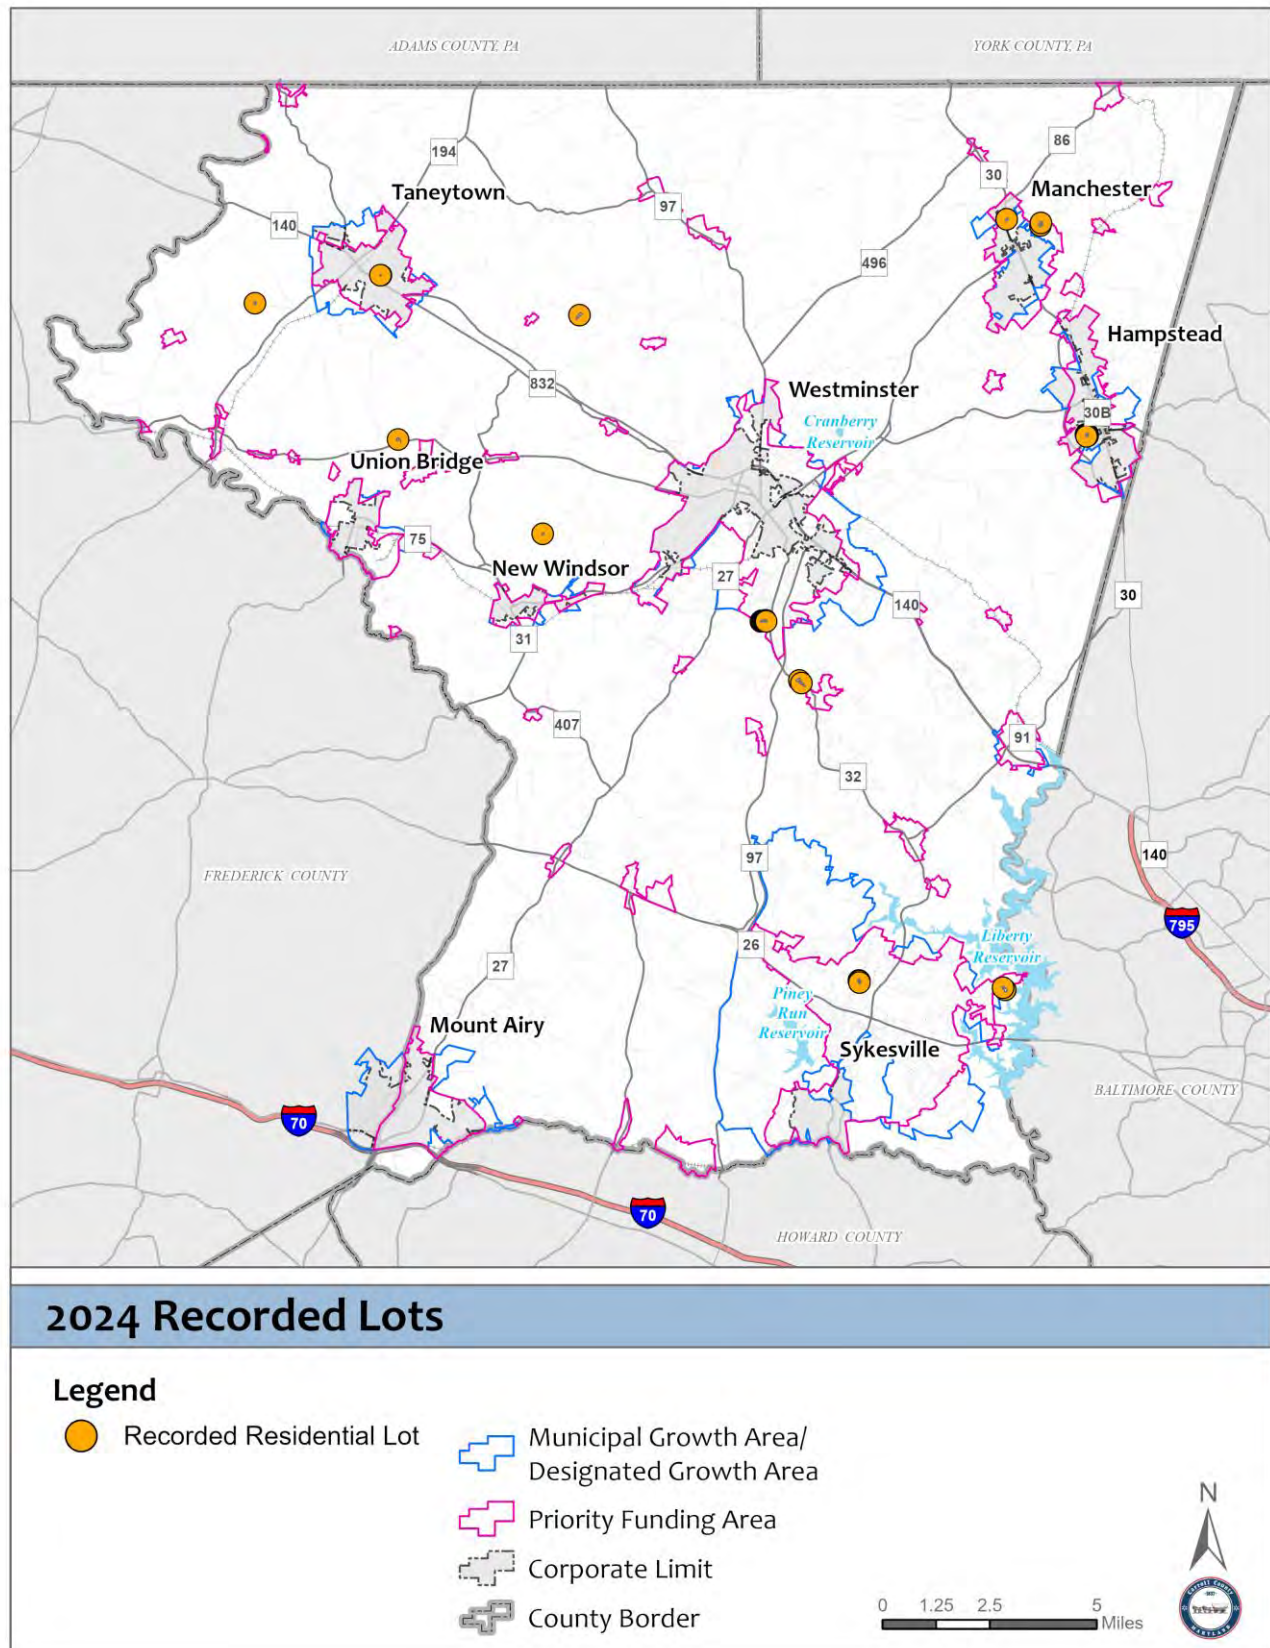 ADAMS COUNTY, PA
YORK COUNTY, PA
194
86
30
Taneytown
Manchester
97
140
496
Hampstead
832
Westminster
Cranberry
Reservoir
30B
Union Bridge
75
New Windsor
27
30
140
31
407
91
32
97
140
FREDERICK COUNTY
795
26
Liberty
Reservoir
27
Piney
Run
Reservoir
Mount Airy
Sykesville
BALTIMORE COUNTY
70
70
HOWARD COUNTY
2024 Recorded Lots
Legend
Recorded Residential Lot
Municipal Growth Area/
Designated Growth Area
Priority Funding Area
Corporate Limit
County Border
N
0 1.25 2.5 5
Miles
Carroll County
MARYLAND